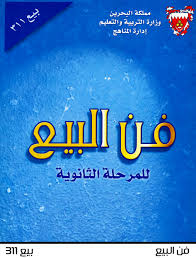 بيع ٣١١
مملكة البحرين
وزارة التربية والتعليم
إدارة المناهج
فن البيع
للمرحلة الثانوية
فن البيع
بيع 311